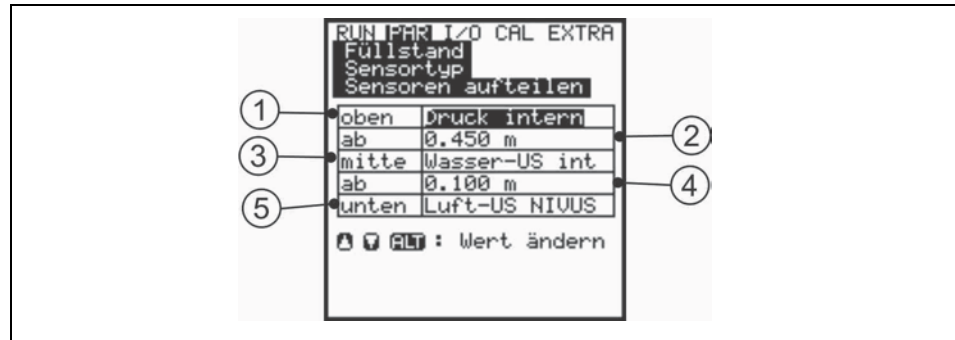 RUN PAR I/O CAL EXTRA
Füllstand
Sensortyp
Sensoren aufteilen
1 oben Druck intern
ab 0.450 m 2
3 mitte Wasser-US int
ab 0.100 m 4
5 unten Luft-US NIVUS
ALT : Wert ändern